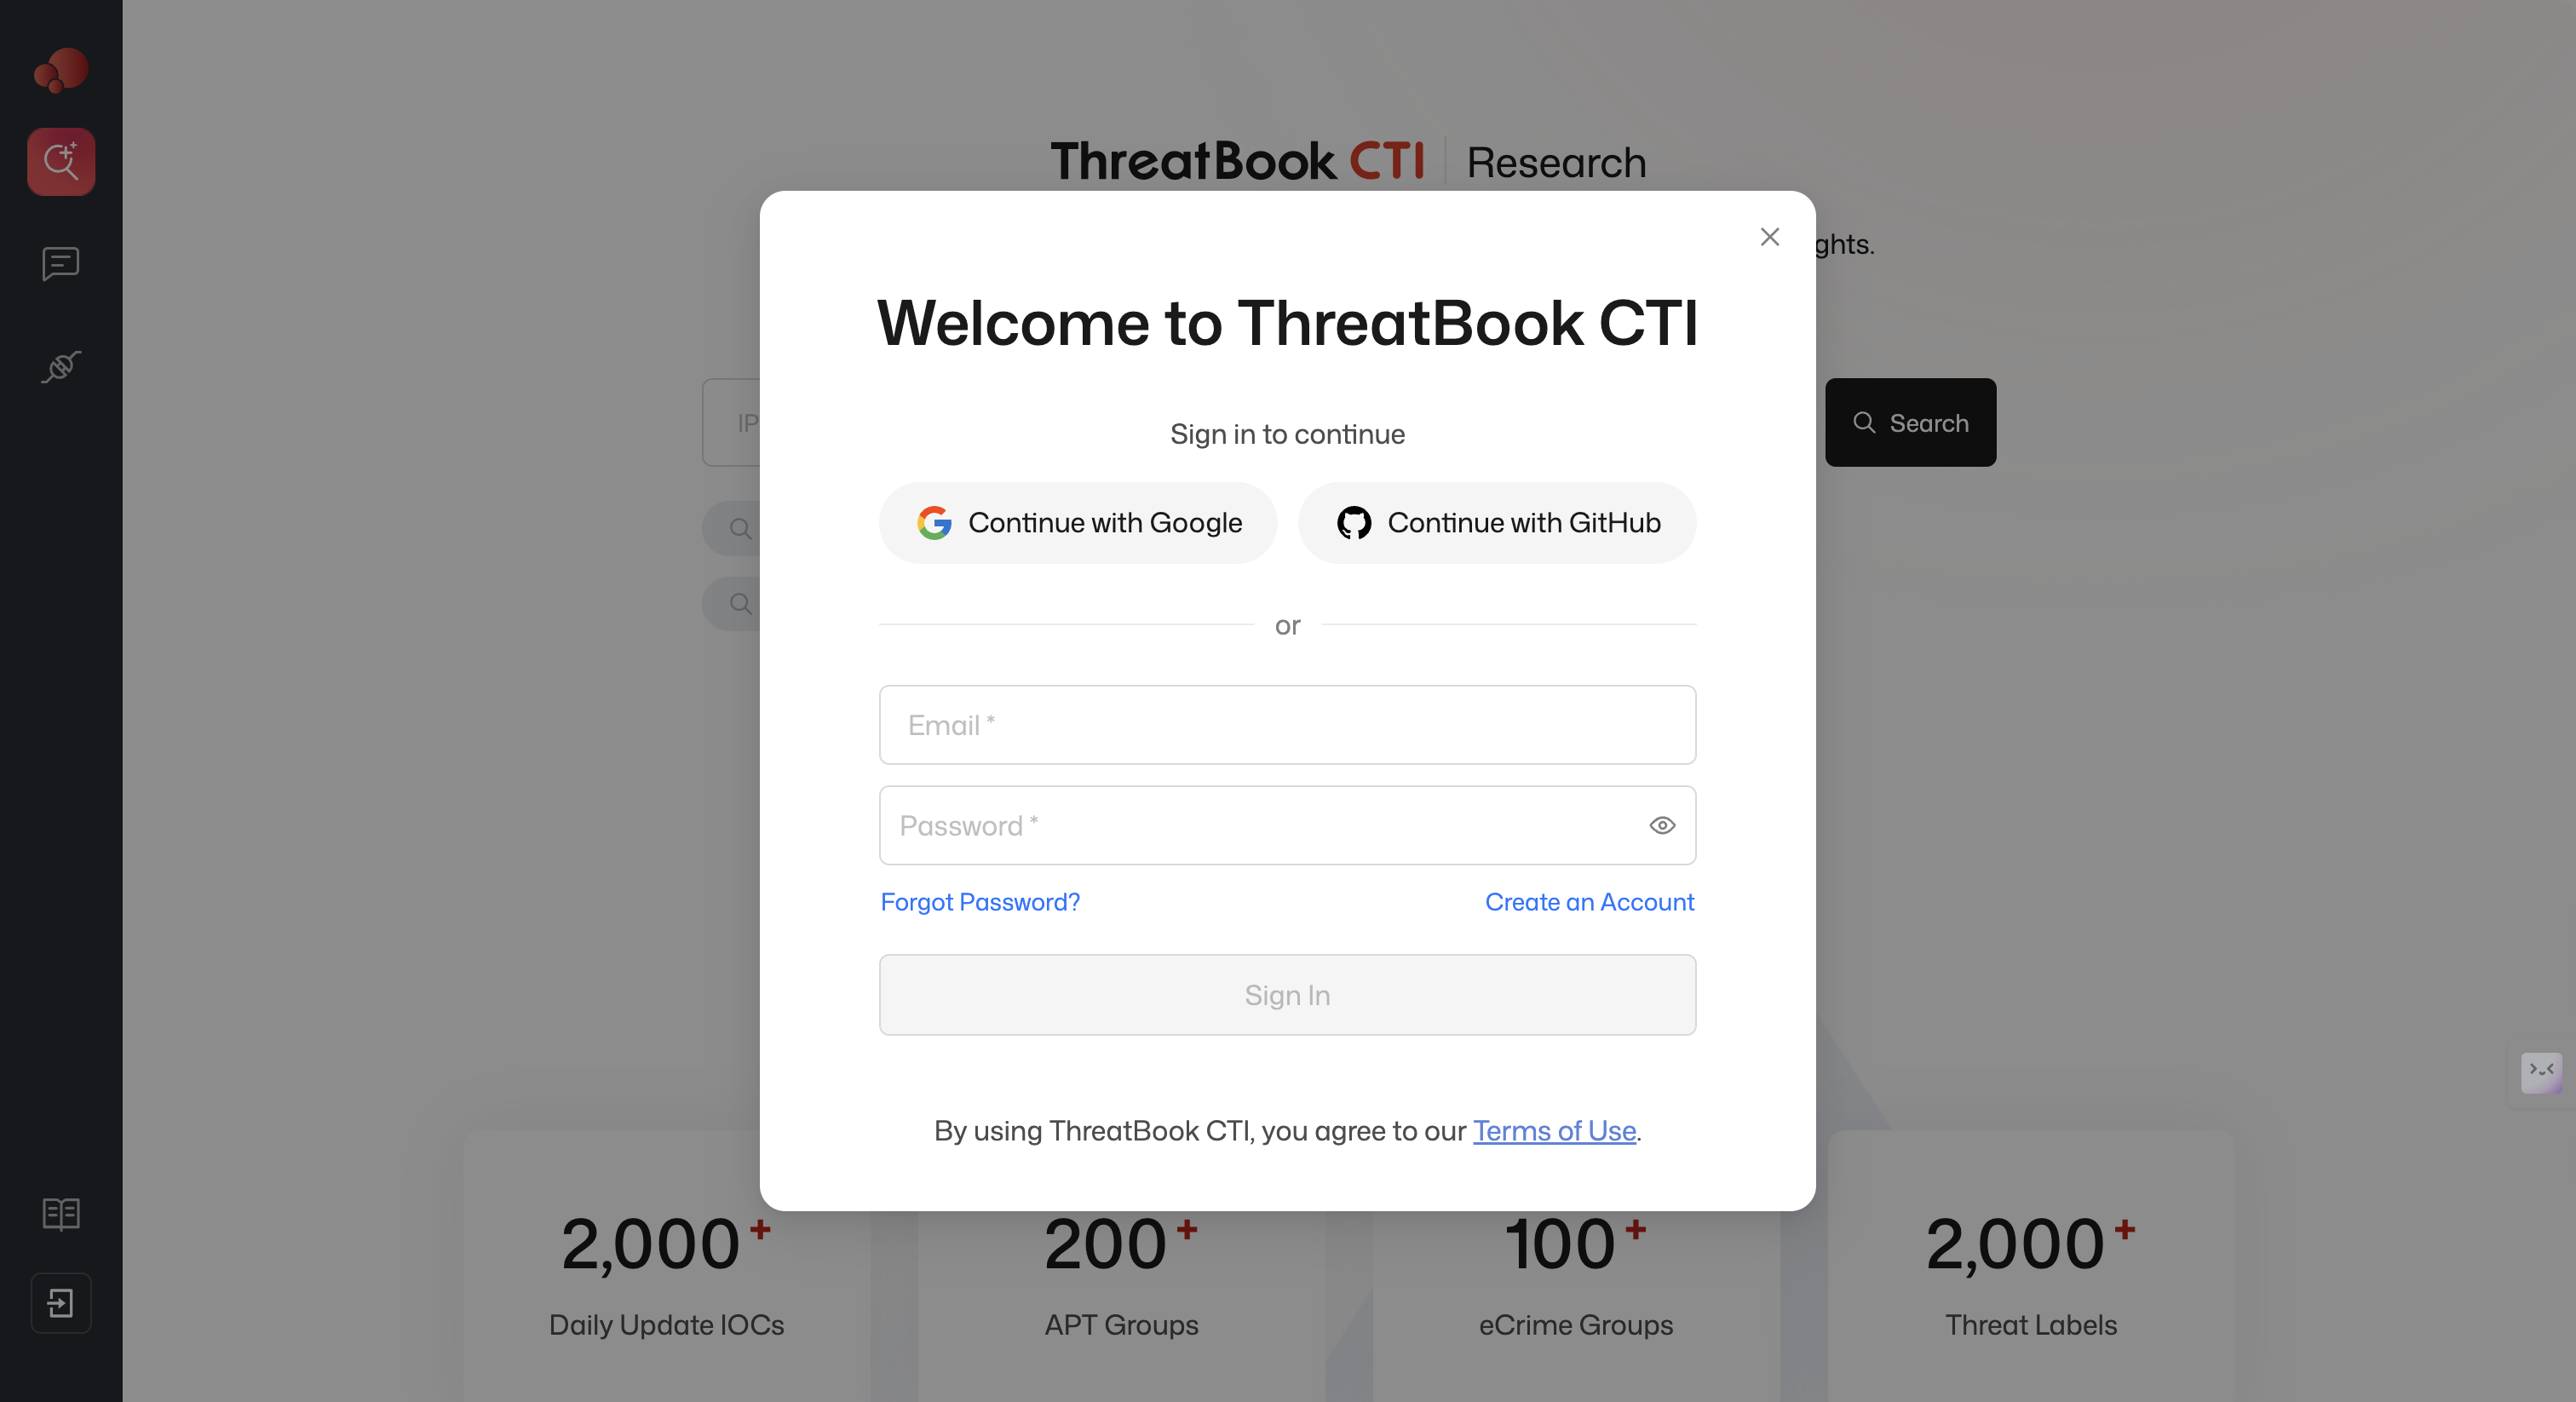 ThreatBook CTI Research
ghts.
Welcome to ThreatBook CTI
Sign in to continue
IP
Search
Continue with Google
Continue with GitHub
or
Email *
Password *
Forgot Password?
Create an Account
Sign In
By using ThreatBook CTI, you agree to our Terms of Use.
2,000+
200+
100+
2,000+
Daily Update IOCs
APT Groups
eCrime Groups
Threat Labels